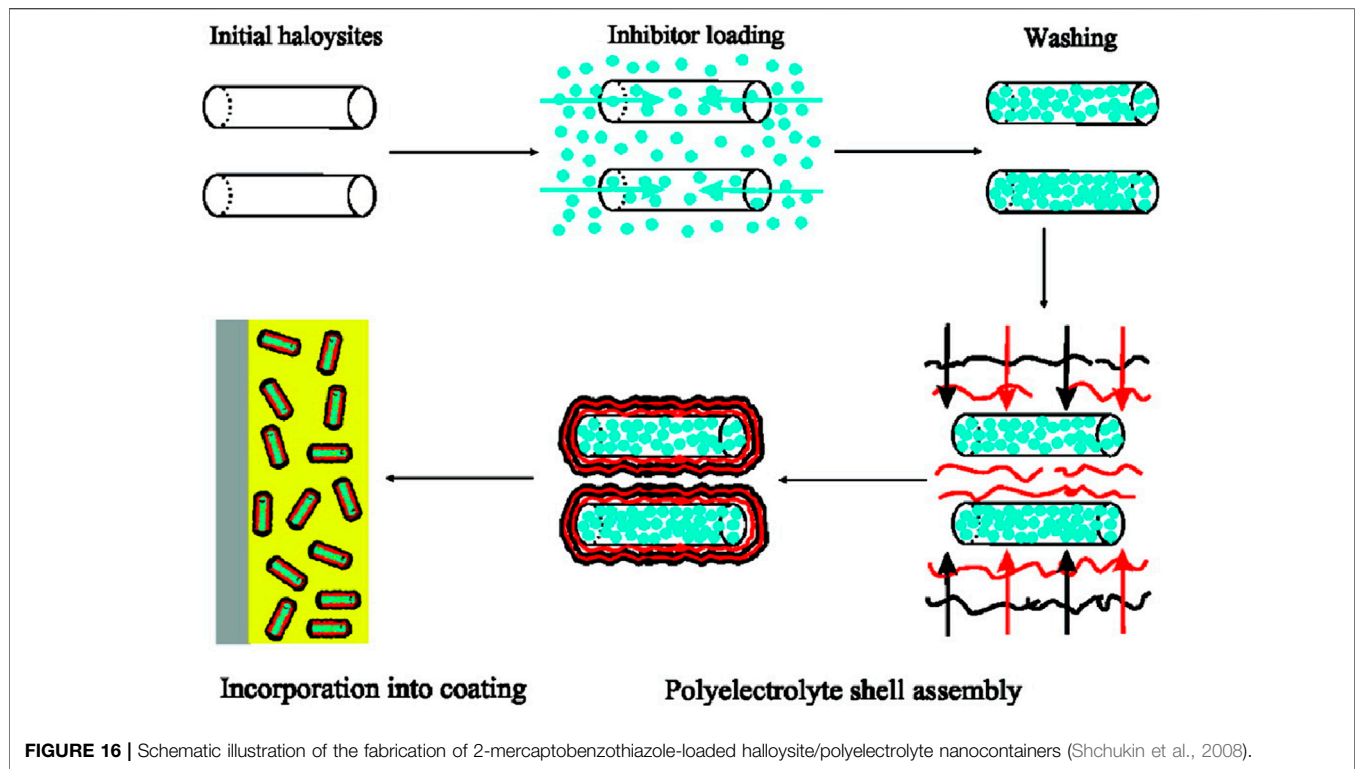 Initial haloysites
Inhibitor loading
Washing
Incorporation into coating
Polyelectrolyte shell assembly
FIGURE 16 | Schematic illustration of the fabrication of 2-mercaptobenzothiazole-loaded halloysite/polyelectrolyte nanocontainers (Shchukin et al., 2008).